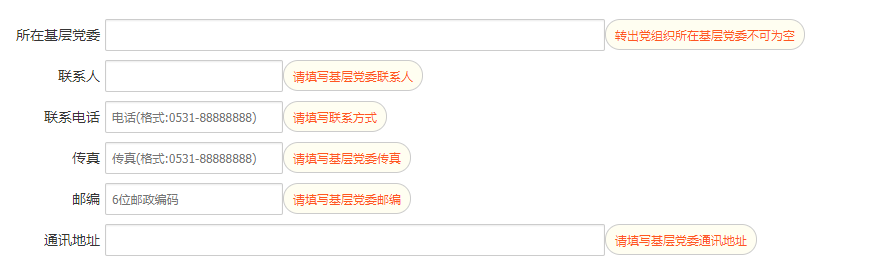 所在基层党委 转出党组织所在基层党委不可为空
联系人 请填写基层党委联系人
联系电话 电话(格式:0531-88888888) 请填写联系方式
传真 传真(格式:0531-88888888) 请填写基层党委传真
邮编 6位邮政编码 请填写基层党委邮编
通讯地址 请填写基层党委通讯地址